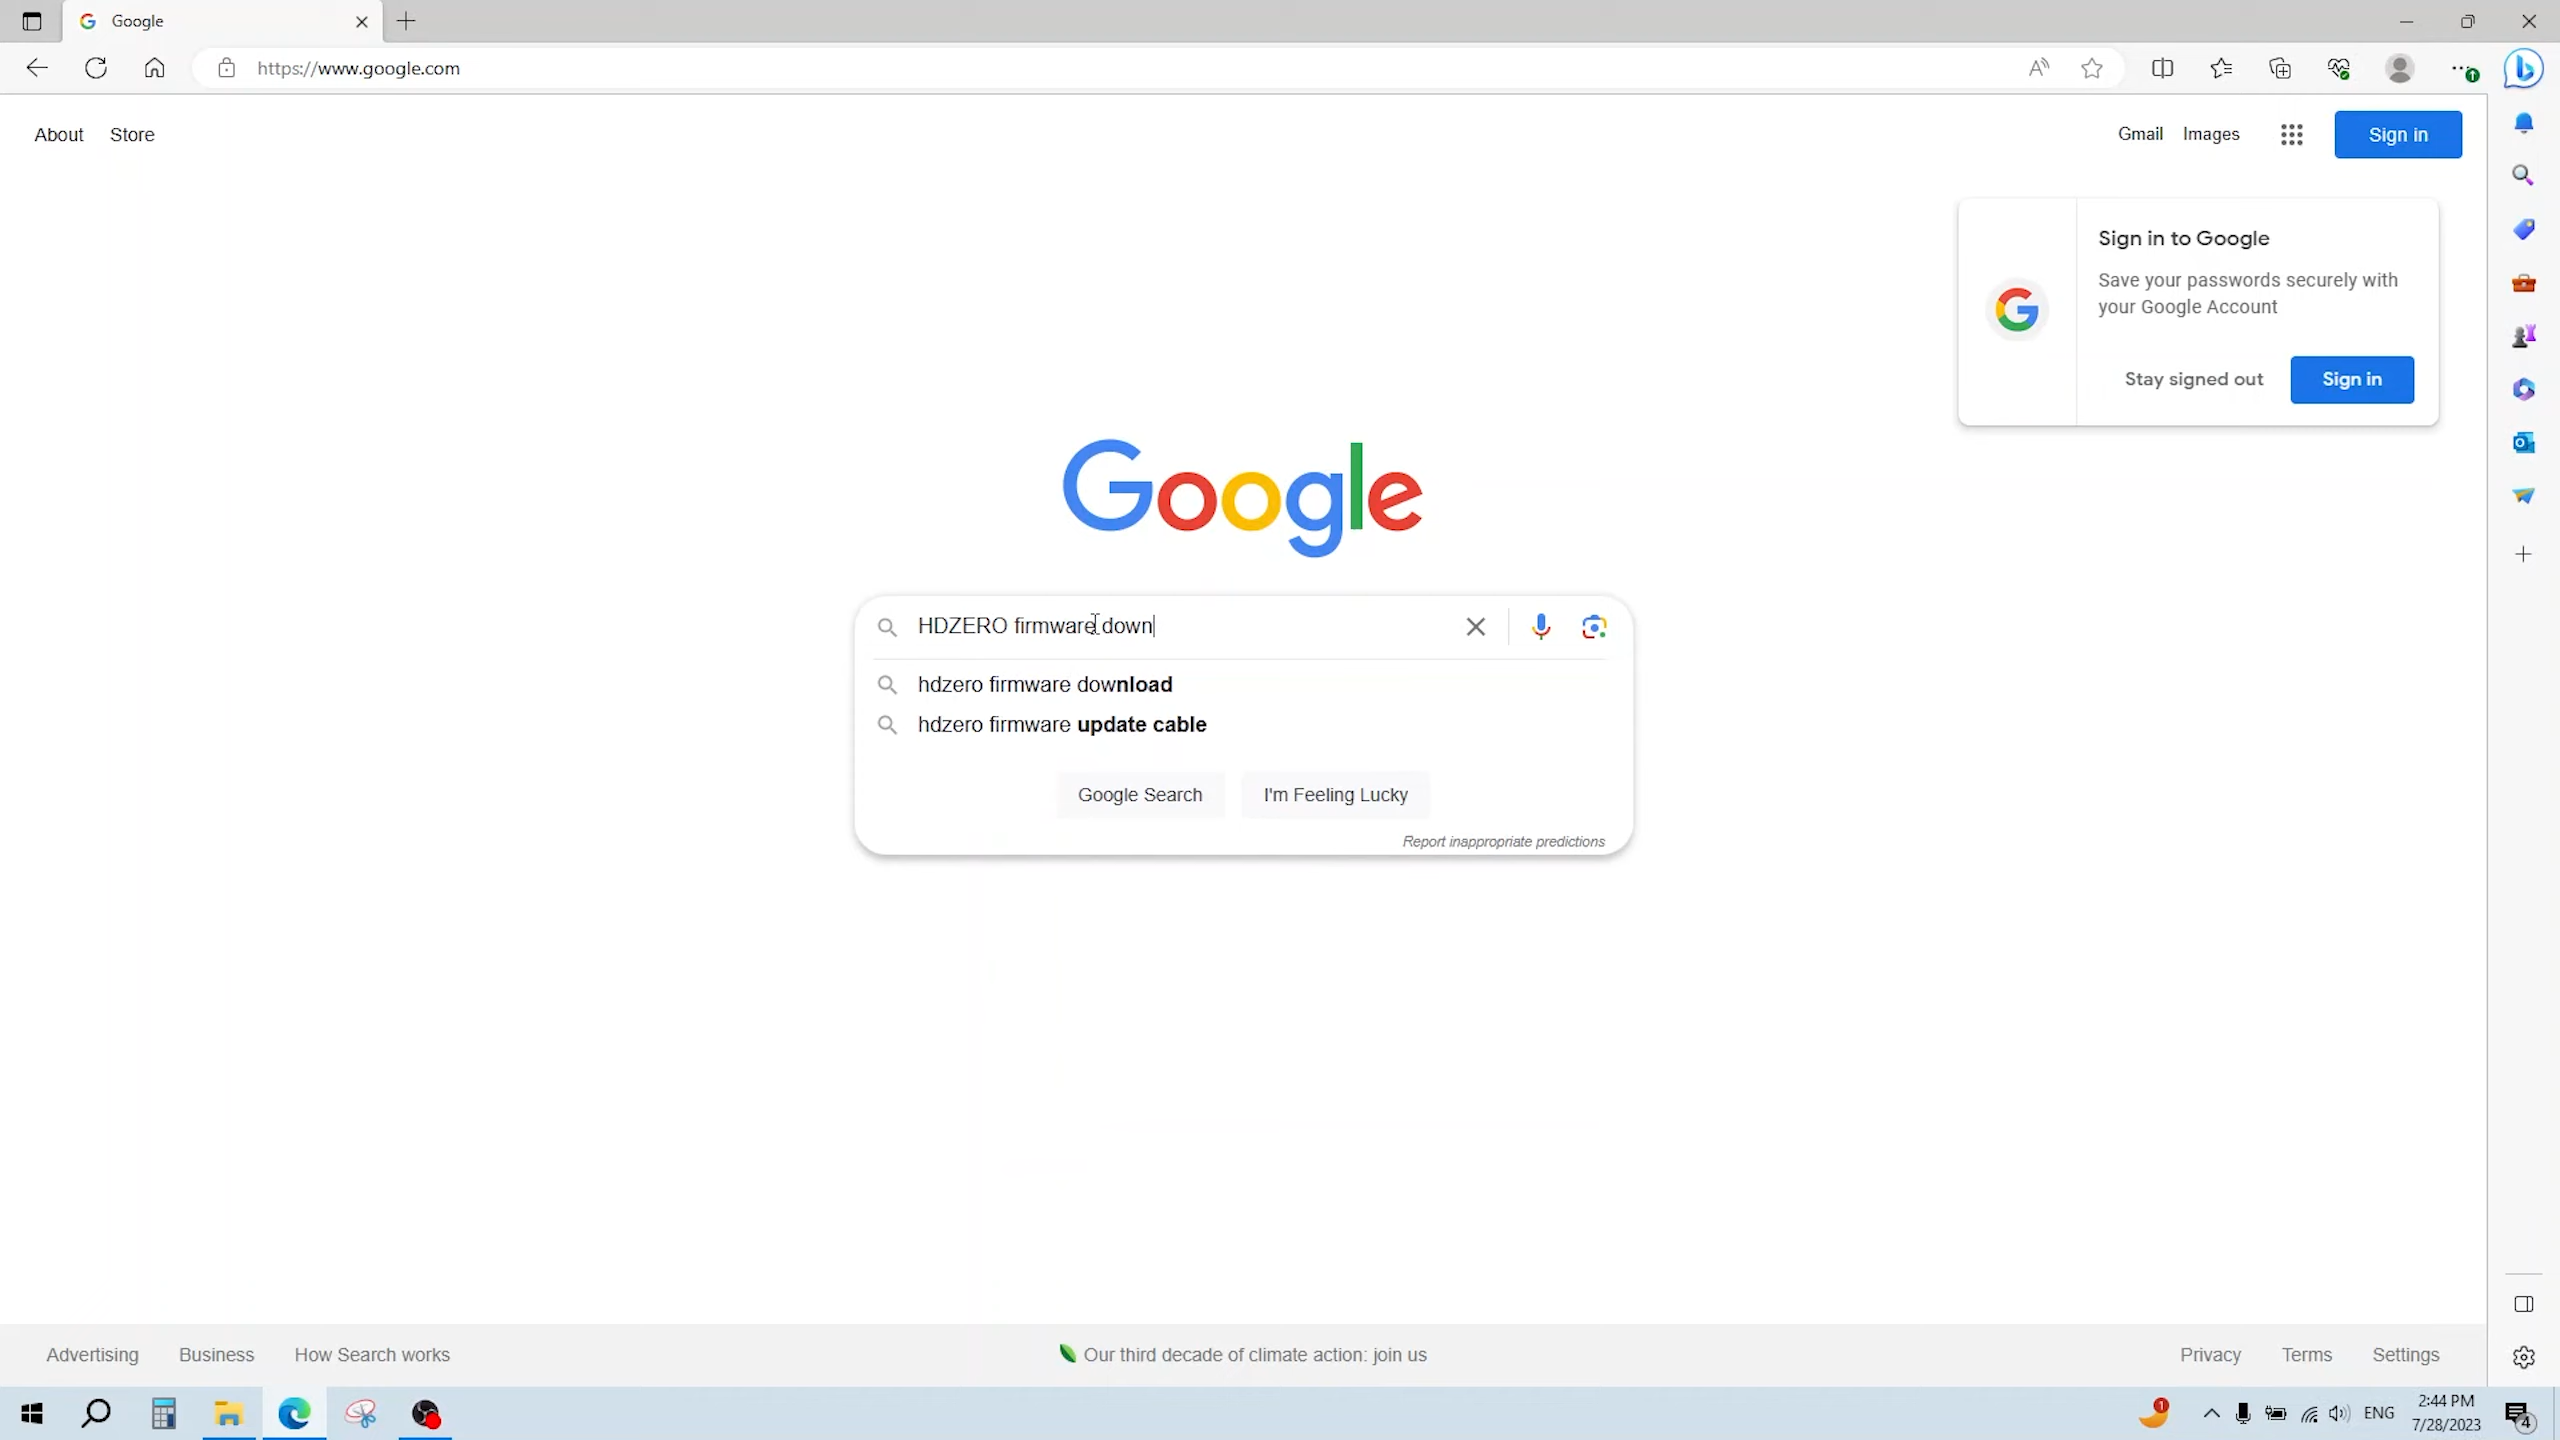 Google
https://www.google.com
About
Store
Gmail
Images
Sign in
Sign in to Google
Save your passwords securely with
your Google Account
Stay signed out
Sign in
Google
HDZERO firmware down
hdzero firmware download
hdzero firmware update cable
Google Search
I'm Feeling Lucky
Report inappropriate predictions
Advertising
Business
How Search works
Our third decade of climate action: join us
Privacy
Terms
Settings
1
ENG
2:44 PM
7/28/2023
4